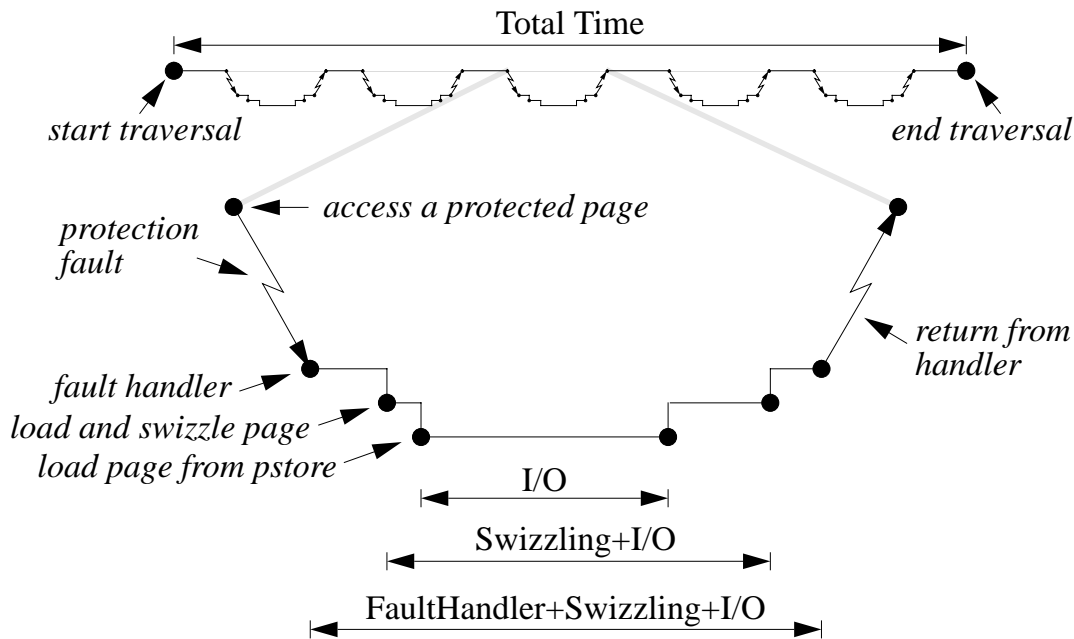 Total Time
start traversal
end traversal
access a protected page
protection
fault
return from
handler
fault handler
load and swizzle page
load page from pstore
I/O
Swizzling+I/O
FaultHandler+Swizzling+I/O